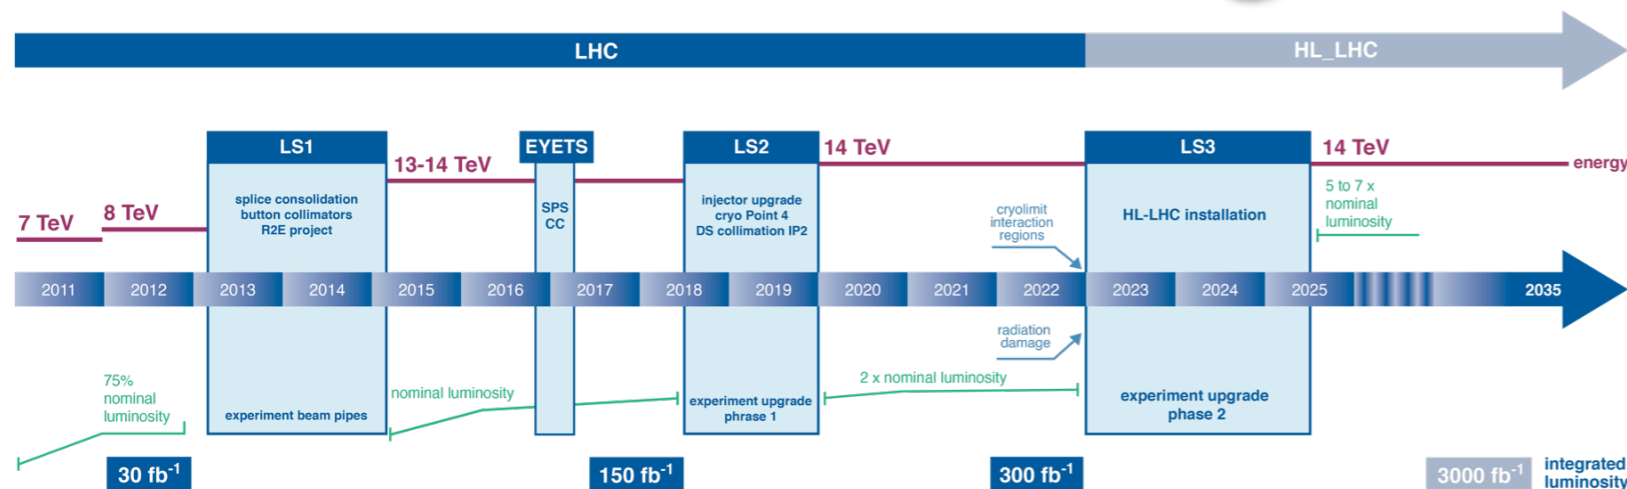 LHC
HL_LHC
LS1
EYETS
LS2
LS3
7 TeV
8 TeV
13-14 TeV
14 TeV
14 TeV
energy
splice consolidation
button collimators
R2E project
SPS
CC
injector upgrade
cryo Point 4
DS collimation IP2
cryolimit
interaction
regions
HL-LHC installation
5 to 7 x
nominal
luminosity
2011 2012 2013 2014 2015 2016 2017 2018 2019 2020 2021 2022 2023 2024 2025 2035
radiation
damage
75%
nominal
luminosity
experiment beam pipes
nominal luminosity
experiment upgrade
phrase 1
2 x nominal luminosity
experiment upgrade
phase 2
30 fb⁻¹
150 fb⁻¹
300 fb⁻¹
3000 fb⁻¹
integrated
luminosity